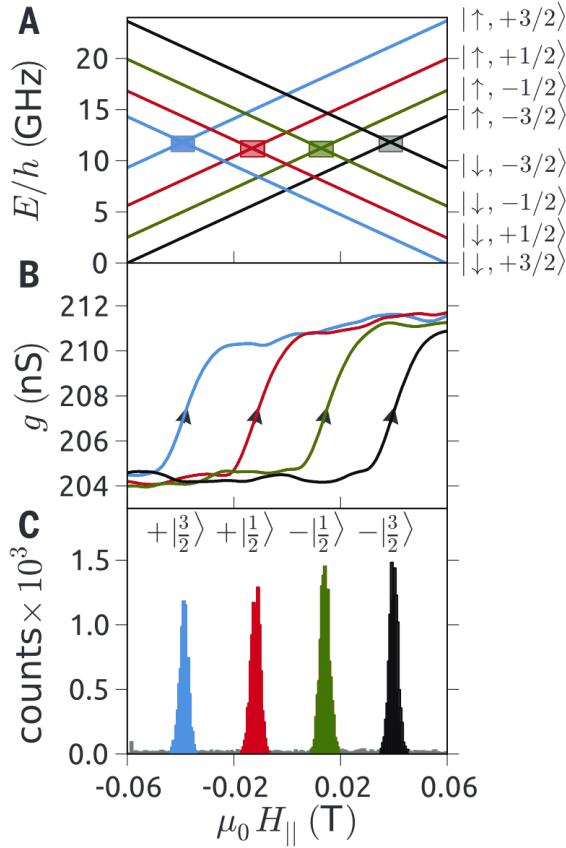 A
E/h (GHz)
20
15
10
5
0
|↑, +3/2⟩
|↑, +1/2⟩
|↑, −1/2⟩
|↑, −3/2⟩
|↓, −3/2⟩
|↓, −1/2⟩
|↓, +1/2⟩
|↓, +3/2⟩
B
g (nS)
212
210
208
206
204
C
counts × 10³
+|3/2⟩ +|1/2⟩ −|1/2⟩ −|3/2⟩
1.5
1.0
0.5
0.0
-0.06 -0.02 0.02 0.06
μ₀ H_{||} (T)